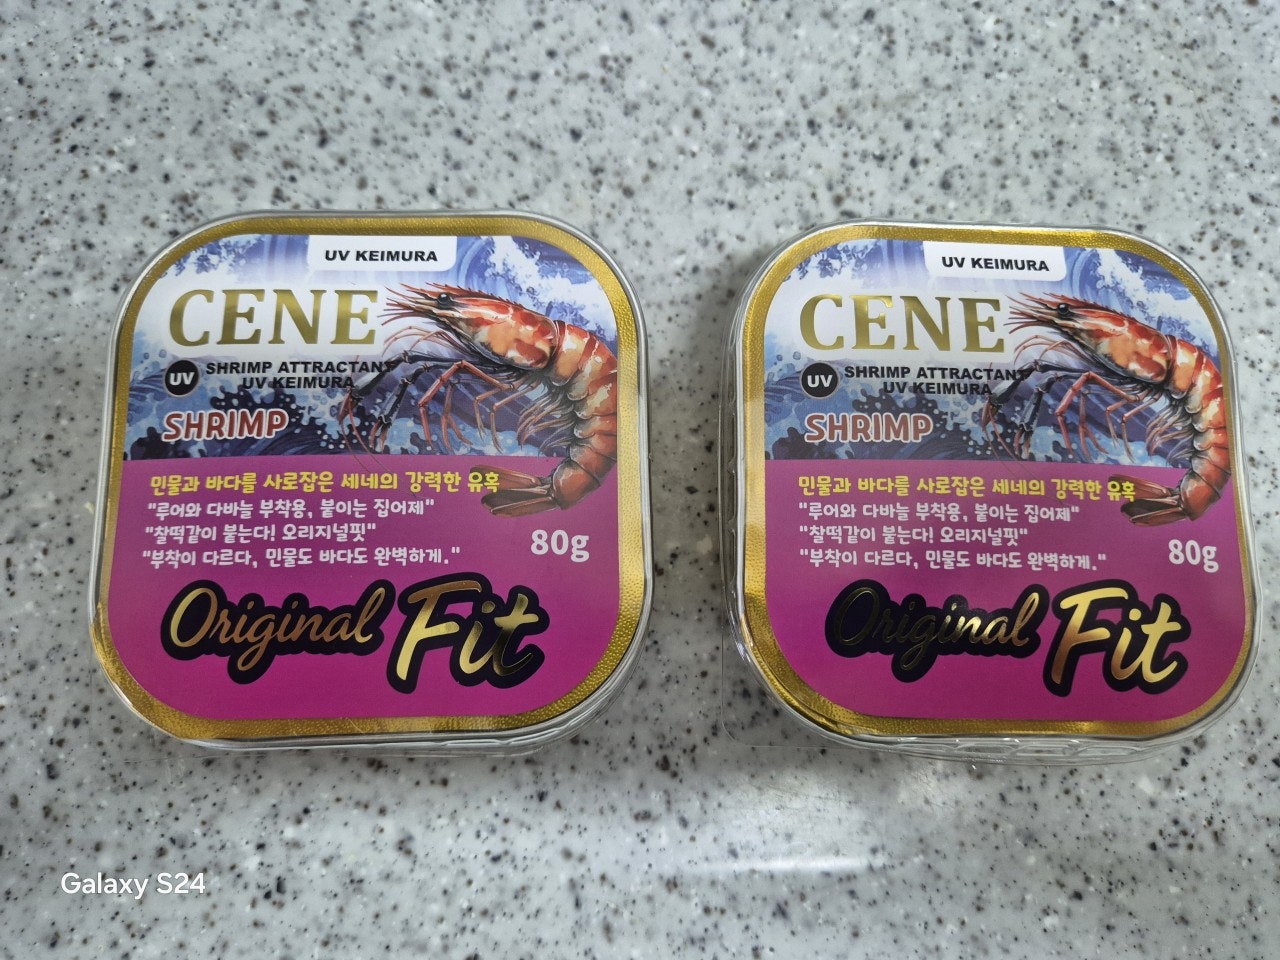 UV KEIMURA
CENE
UV SHRIMP ATTRACTANT
UV KEIMURA
SHRIMP
민물과 바다를 사로잡은 세네의 강력한 유혹
"루어와 다바늘 부착용, 붙이는 집어제"
"찰떡같이 붙는다! 오리지널핏"
"부착이 다르다, 민물도 바다도 완벽하게."
80g
Original Fit
UV KEIMURA
CENE
UV SHRIMP ATTRACTANT
UV KEIMURA
SHRIMP
민물과 바다를 사로잡은 세네의 강력한 유혹
"루어와 다바늘 부착용, 붙이는 집어제"
"찰떡같이 붙는다! 오리지널핏"
"부착이 다르다, 민물도 바다도 완벽하게."
80g
Original Fit
Galaxy S24